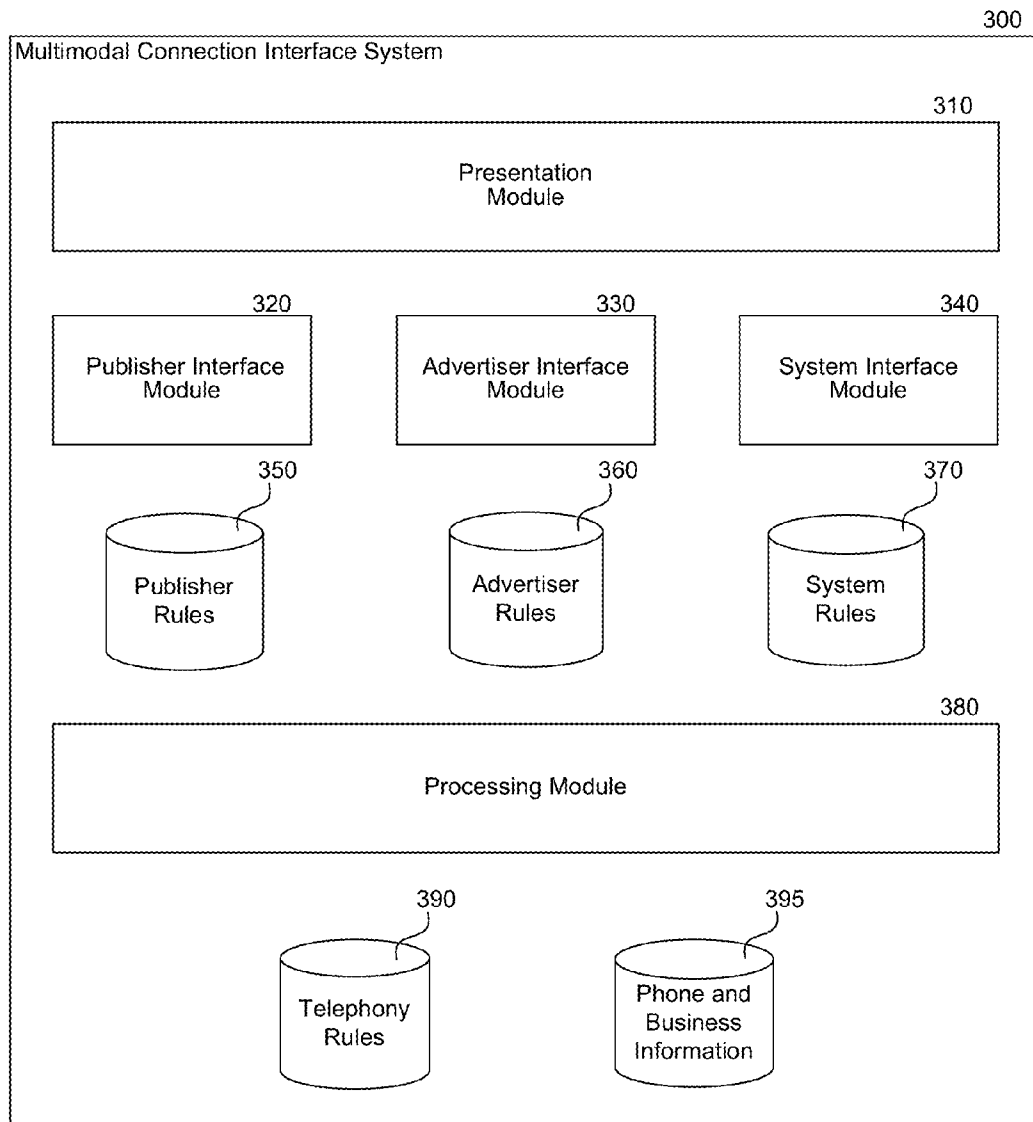 300
Multimodal Connection Interface System
310
Presentation
Module
320
330
340
Publisher Interface
Module
Advertiser Interface
Module
System Interface
Module
350
360
370
Publisher
Rules
Advertiser
Rules
System
Rules
380
Processing Module
390
395
Telephony
Rules
Phone and
Business
Information